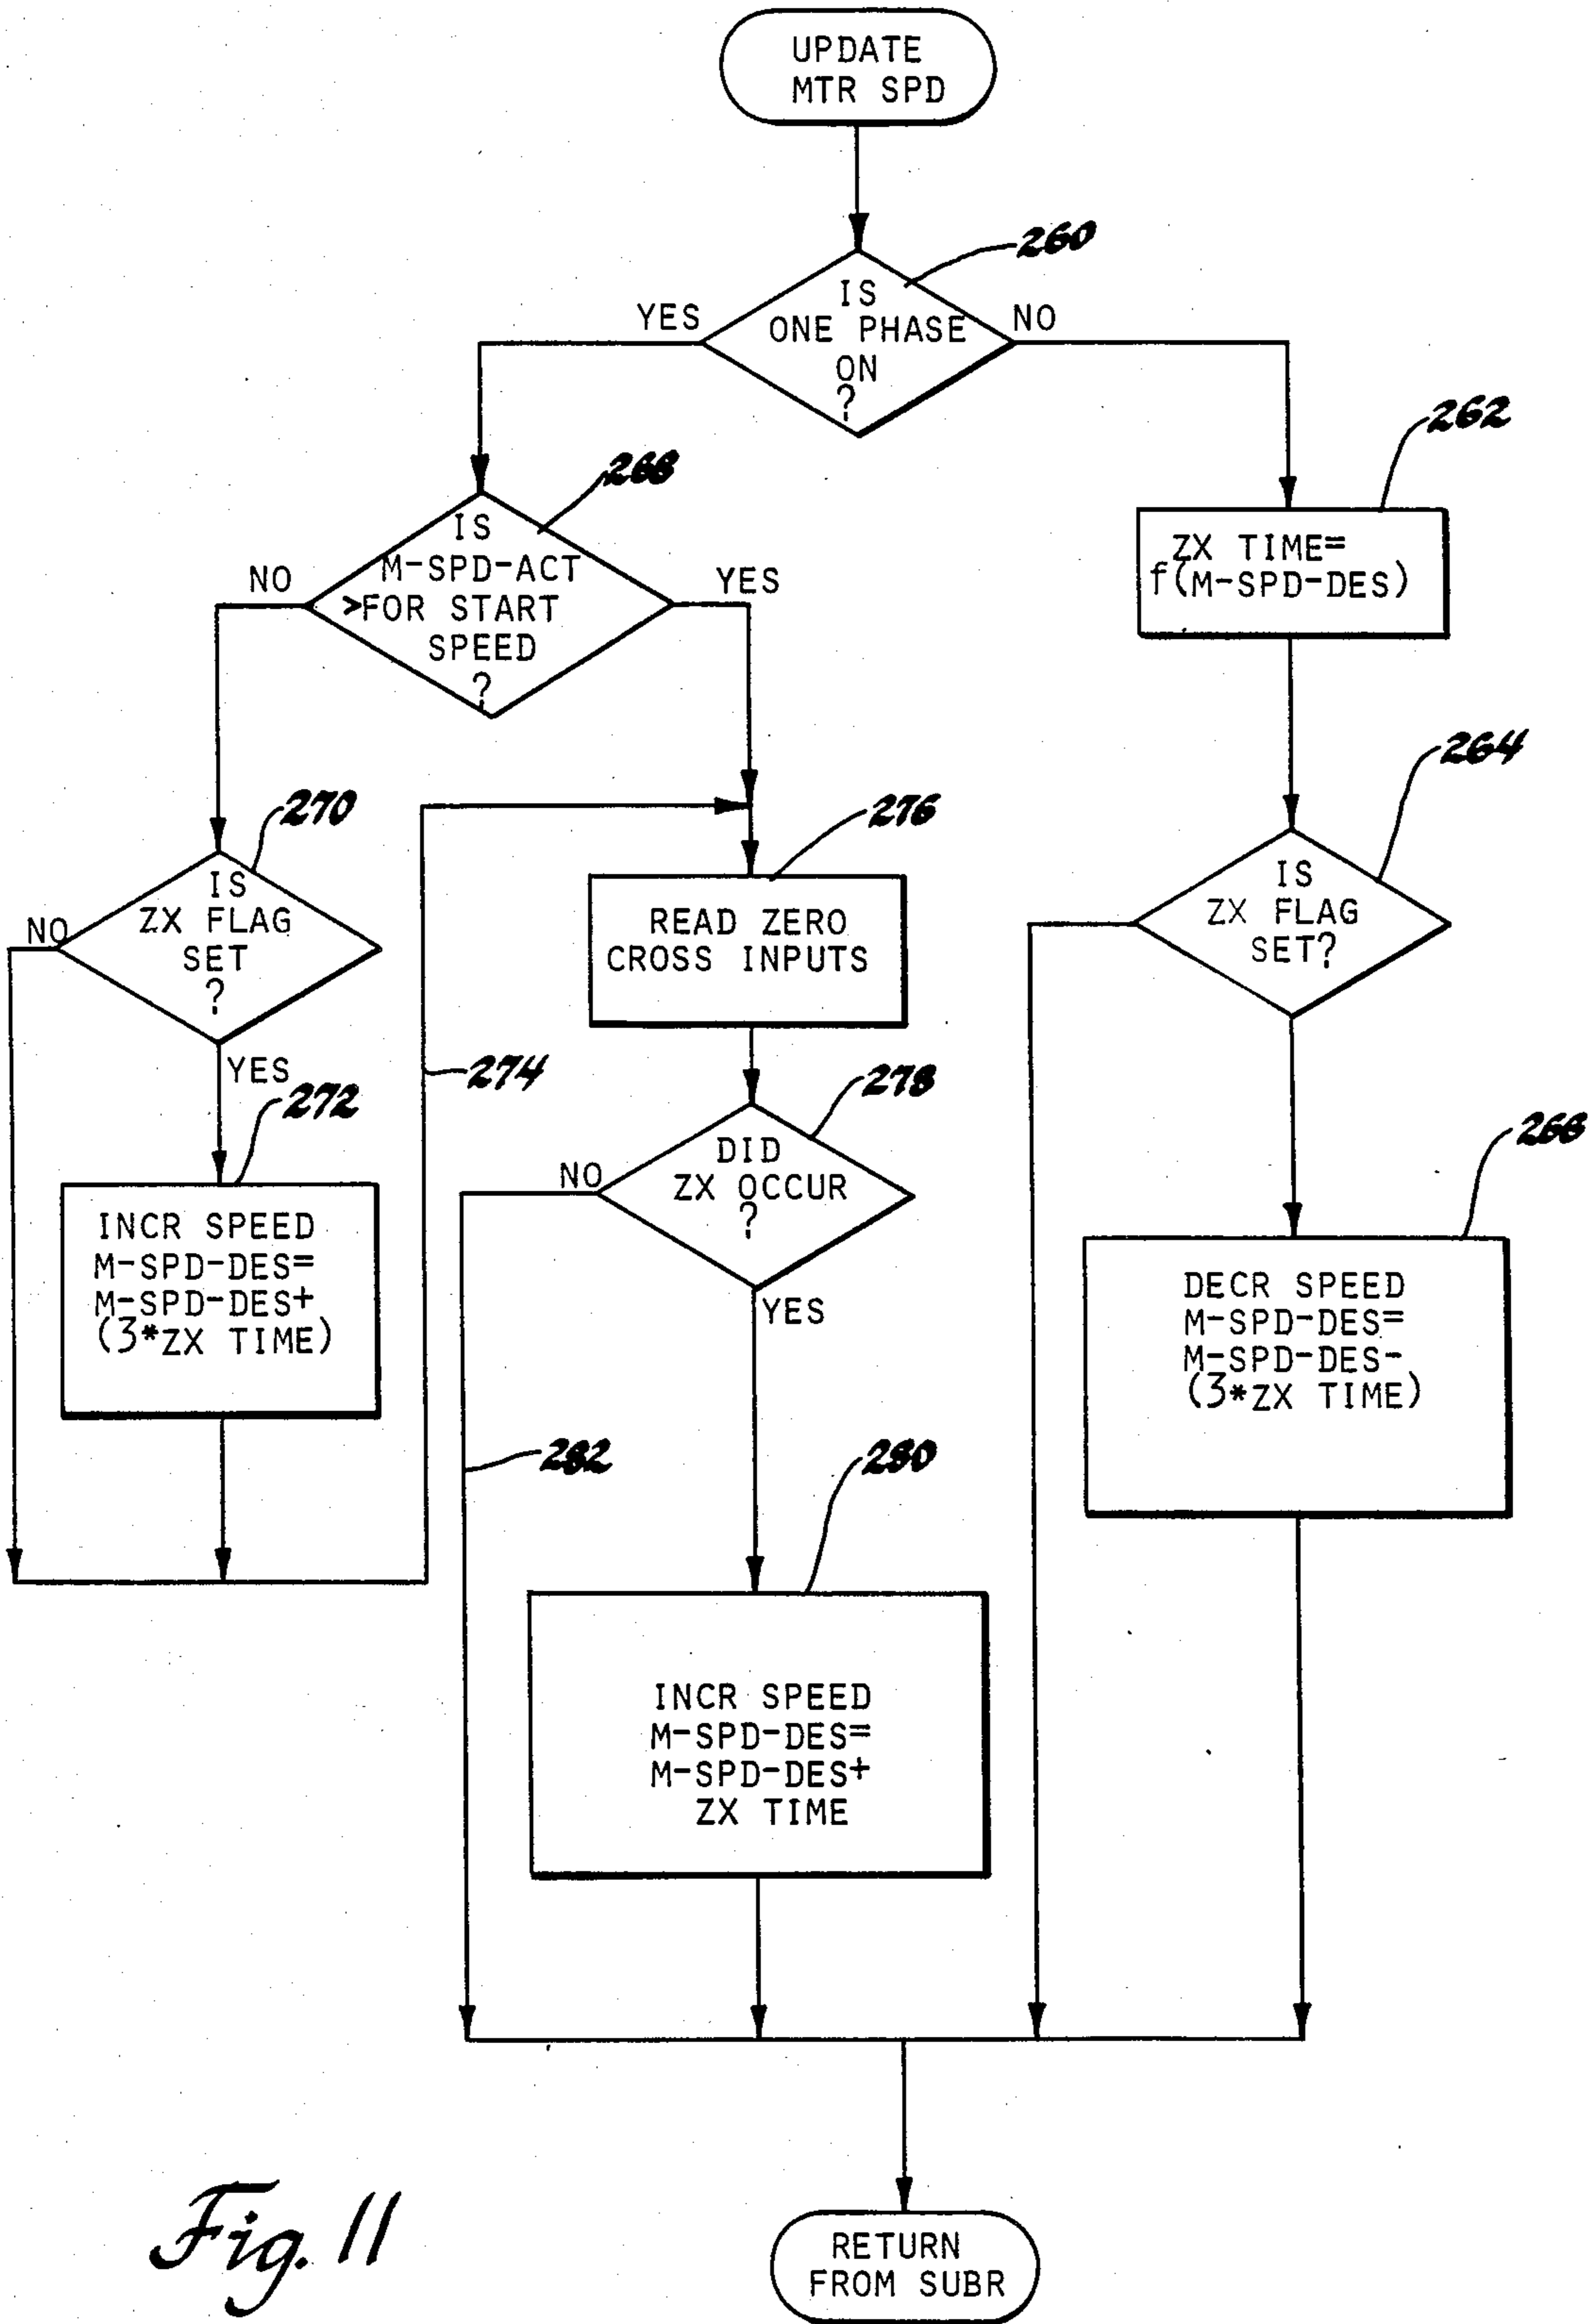 UPDATE
MTR SPD
260
IS
ONE PHASE
ON
?
YES
NO
262
ZX TIME=
f(M-SPD-DES)
268
IS
M-SPD-ACT
>FOR START
SPEED
?
NO
YES
264
IS
ZX FLAG
SET?
270
IS
ZX FLAG
SET
?
NO
YES
276
READ ZERO
CROSS INPUTS
274
272
INCR SPEED
M-SPD-DES=
M-SPD-DES+
(3*ZX TIME)
278
DID
ZX OCCUR
?
NO
YES
266
DECR SPEED
M-SPD-DES=
M-SPD-DES-
(3*ZX TIME)
282
280
INCR SPEED
M-SPD-DES=
M-SPD-DES+
ZX TIME
RETURN
FROM SUBR
Fig. 11